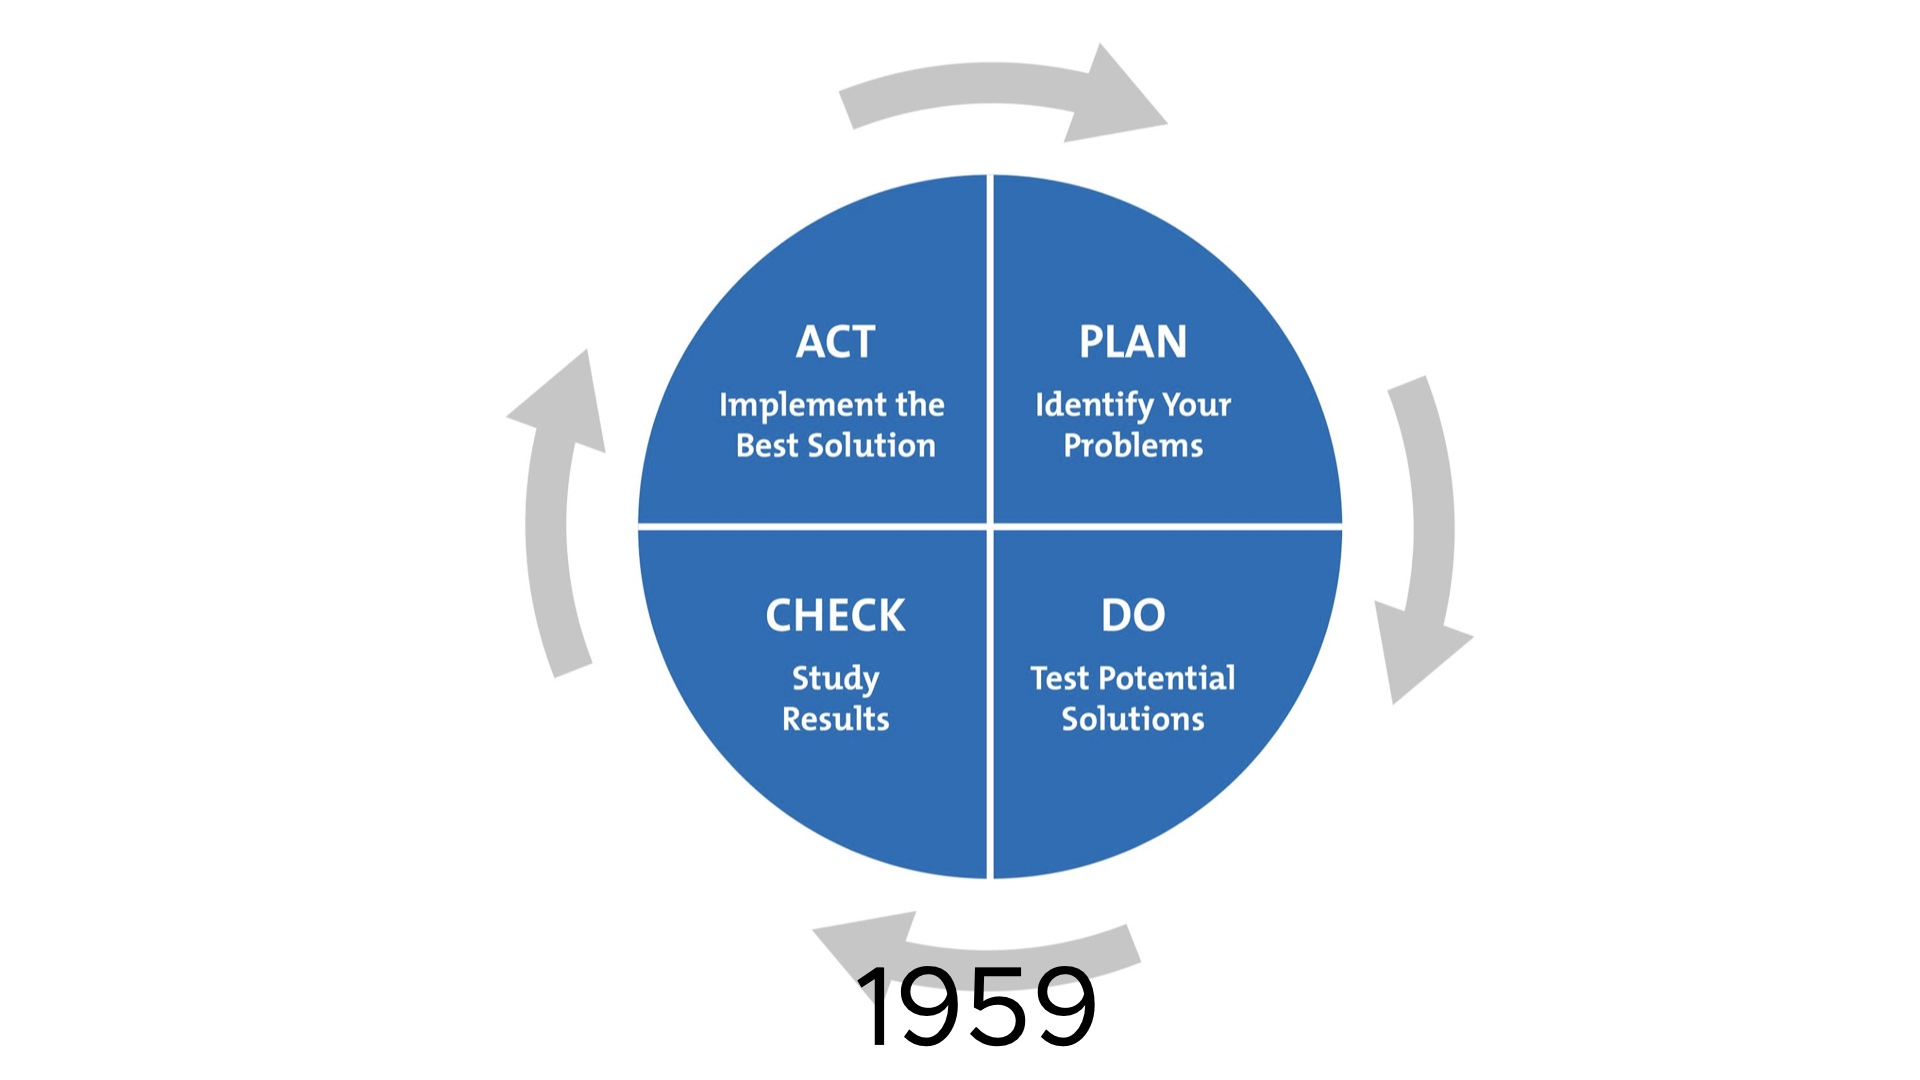 ACT
Implement the
Best Solution
PLAN
Identify Your
Problems
CHECK
Study
Results
DO
Test Potential
Solutions
1959